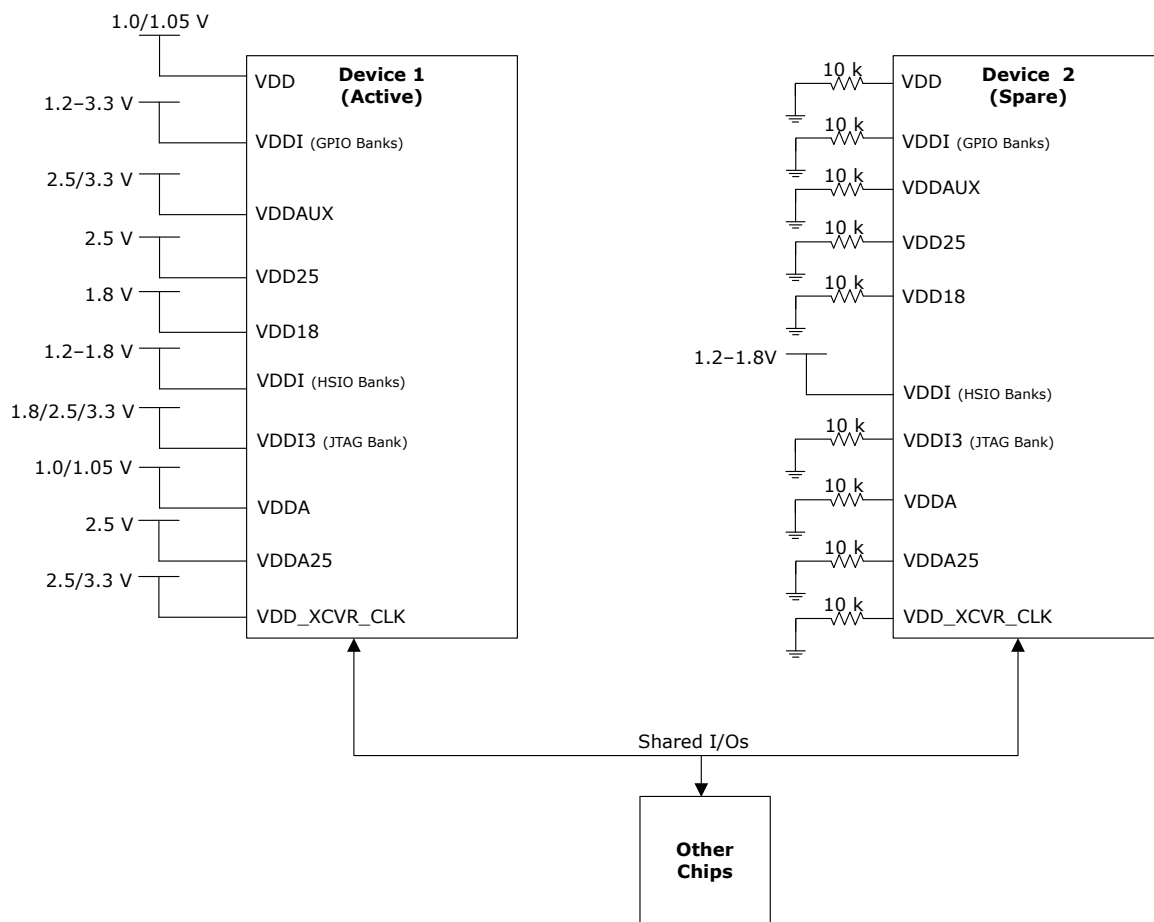 1.0/1.05 V
VDD
Device 1
(Active)
1.2–3.3 V
VDDI (GPIO Banks)
2.5/3.3 V
VDDAUX
2.5 V
VDD25
1.8 V
VDD18
1.2–1.8 V
VDDI (HSIO Banks)
1.8/2.5/3.3 V
VDDI3 (JTAG Bank)
1.0/1.05 V
VDDA
2.5 V
VDDA25
2.5/3.3 V
VDD_XCVR_CLK
Device 2
(Spare)
10 k
VDD
10 k
VDDI (GPIO Banks)
10 k
VDDAUX
10 k
VDD25
10 k
VDD18
1.2–1.8V
VDDI (HSIO Banks)
10 k
VDDI3 (JTAG Bank)
10 k
VDDA
10 k
VDDA25
10 k
VDD_XCVR_CLK
Shared I/Os
Other
Chips